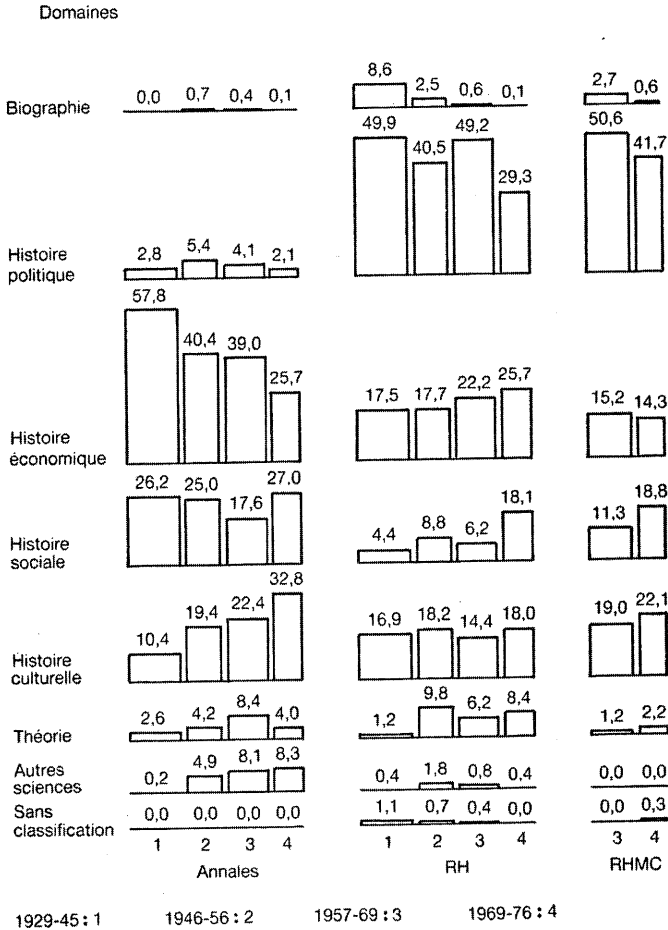 Domaines
8,6 2,5 0,6 0,1 2,7 0,6
Biographie 0,0 0,7 0,4 0,1
49,9 40,5 49,2 29,3 50,6 41,7
Histoire
politique 2,8 5,4 4,1 2,1
57,8 40,4 39,0 25,7
17,5 17,7 22,2 25,7 15,2 14,3
Histoire
économique
26,2 25,0 17,6 27,0
4,4 8,8 6,2 18,1 11,3 18,8
Histoire
sociale
10,4 19,4 22,4 32,8
16,9 18,2 14,4 18,0 19,0 22,1
Histoire
culturelle
2,6 4,2 8,4 4,0 1,2 9,8 6,2 8,4 1,2 2,2
Théorie
Autres
sciences 0,2 4,9 8,1 8,3 0,4 1,8 0,8 0,4 0,0 0,0
Sans
classification 0,0 0,0 0,0 0,0 1,1 0,7 0,4 0,0 0,0 0,3
1 2 3 4 1 2 3 4 3 4
Annales RH RHMC
1929-45 : 1 1946-56 : 2 1957-69 : 3 1969-76 : 4